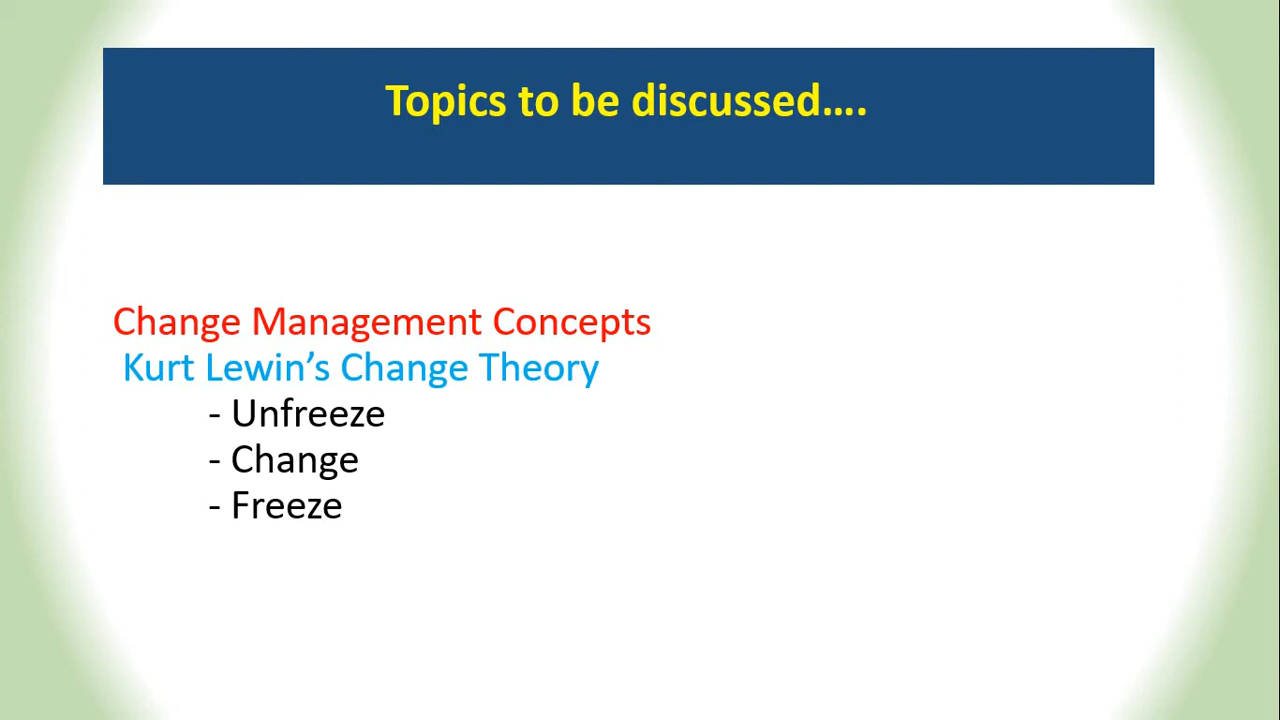 Topics to be discussed....
Change Management Concepts
Kurt Lewin’s Change Theory
- Unfreeze
- Change
- Freeze